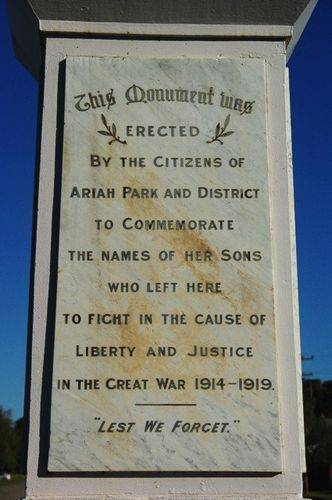 This Monument was
ERECTED
BY THE CITIZENS OF
ARIAH PARK AND DISTRICT
TO COMMEMORATE
THE NAMES OF HER SONS
WHO LEFT HERE
TO FIGHT IN THE CAUSE OF
LIBERTY AND JUSTICE
IN THE GREAT WAR 1914-1919.
"LEST WE FORGET."